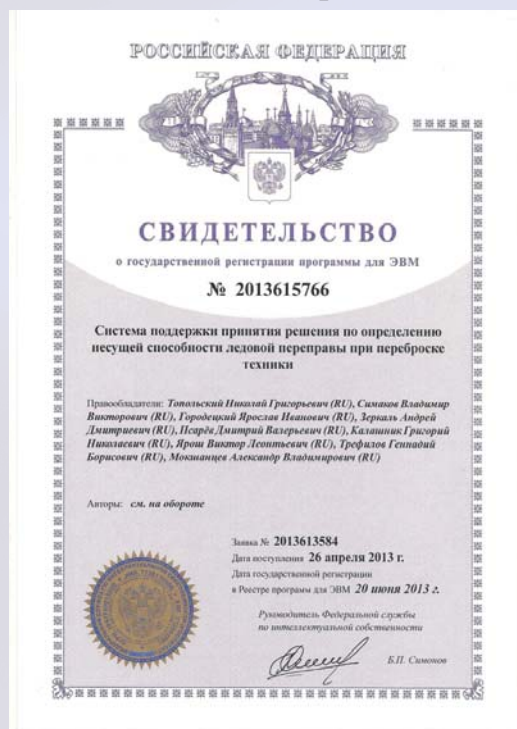 РОССИЙСКАЯ ФЕДЕРАЦИЯ
СВИДЕТЕЛЬСТВО
о государственной регистрации программы для ЭВМ
№ 2013615766
Система поддержки принятия решения по определению
несущей способности ледовой переправы при переброске
техники
Правообладатели: Топольский Николай Григорьевич (RU), Симаков Владимир
Викторович (RU), Городецкий Ярослав Иванович (RU), Зеркаль Андрей
Дмитриевич (RU), Псарёв Дмитрий Валерьевич (RU), Калашник Григорий
Николаевич (RU), Ярош Виктор Леонтьевич (RU), Трефилов Геннадий
Борисович (RU), Мокшанцев Александр Владимирович (RU)
Авторы: см. на обороте
Заявка № 2013613584
Дата поступления 26 апреля 2013 г.
Дата государственной регистрации
в Реестре программ для ЭВМ 20 июня 2013 г.
Руководитель Федеральной службы
по интеллектуальной собственности
Б.П. Симонов